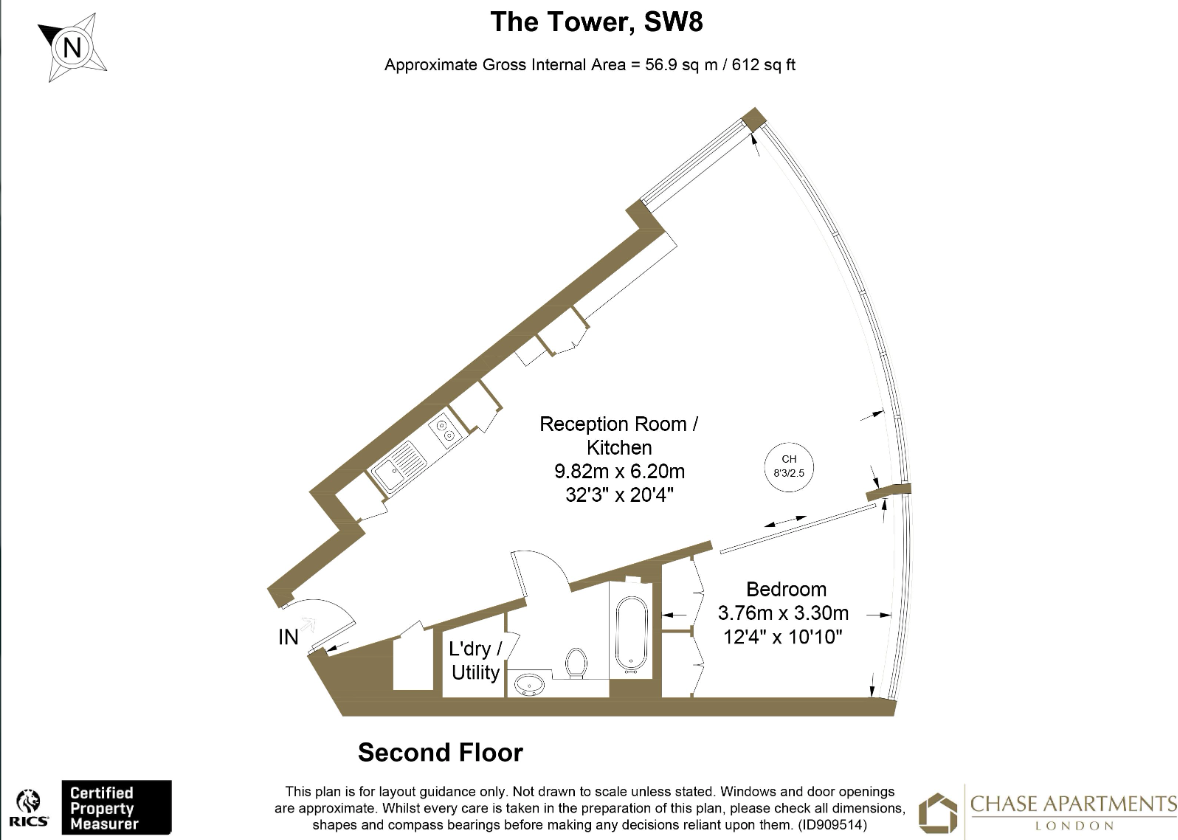 The Tower, SW8
Approximate Gross Internal Area = 56.9 sq m / 612 sq ft
N
Reception Room /
Kitchen
9.82m x 6.20m
32'3" x 20'4"
CH
8'3/2.5
Bedroom
3.76m x 3.30m
12'4" x 10'10"
IN
L'dry /
Utility
Second Floor
This plan is for layout guidance only. Not drawn to scale unless stated. Windows and door openings
are approximate. Whilst every care is taken in the preparation of this plan, please check all dimensions,
shapes and compass bearings before making any decisions reliant upon them. (ID909514)
RICS
Certified
Property
Measurer
CHASE APARTMENTS
LONDON